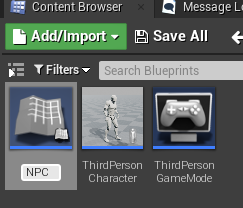 Content Browser
Message Lo
Add/Import
Save All
Filters
Search Blueprints
NPC
ThirdPerson
Character
ThirdPerson
GameMode